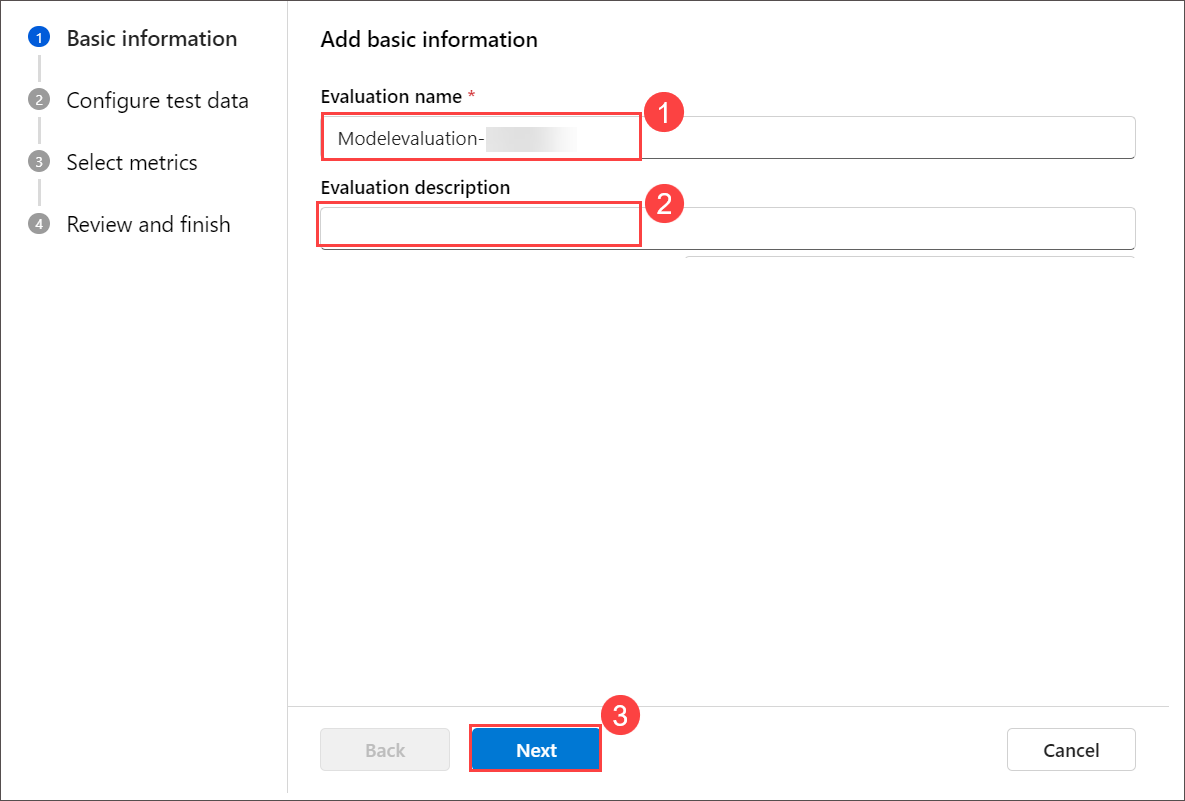 1 Basic information
2 Configure test data
3 Select metrics
4 Review and finish
Add basic information
Evaluation name *
1
Modelevaluation-
Evaluation description
2
3
Back
Next
Cancel